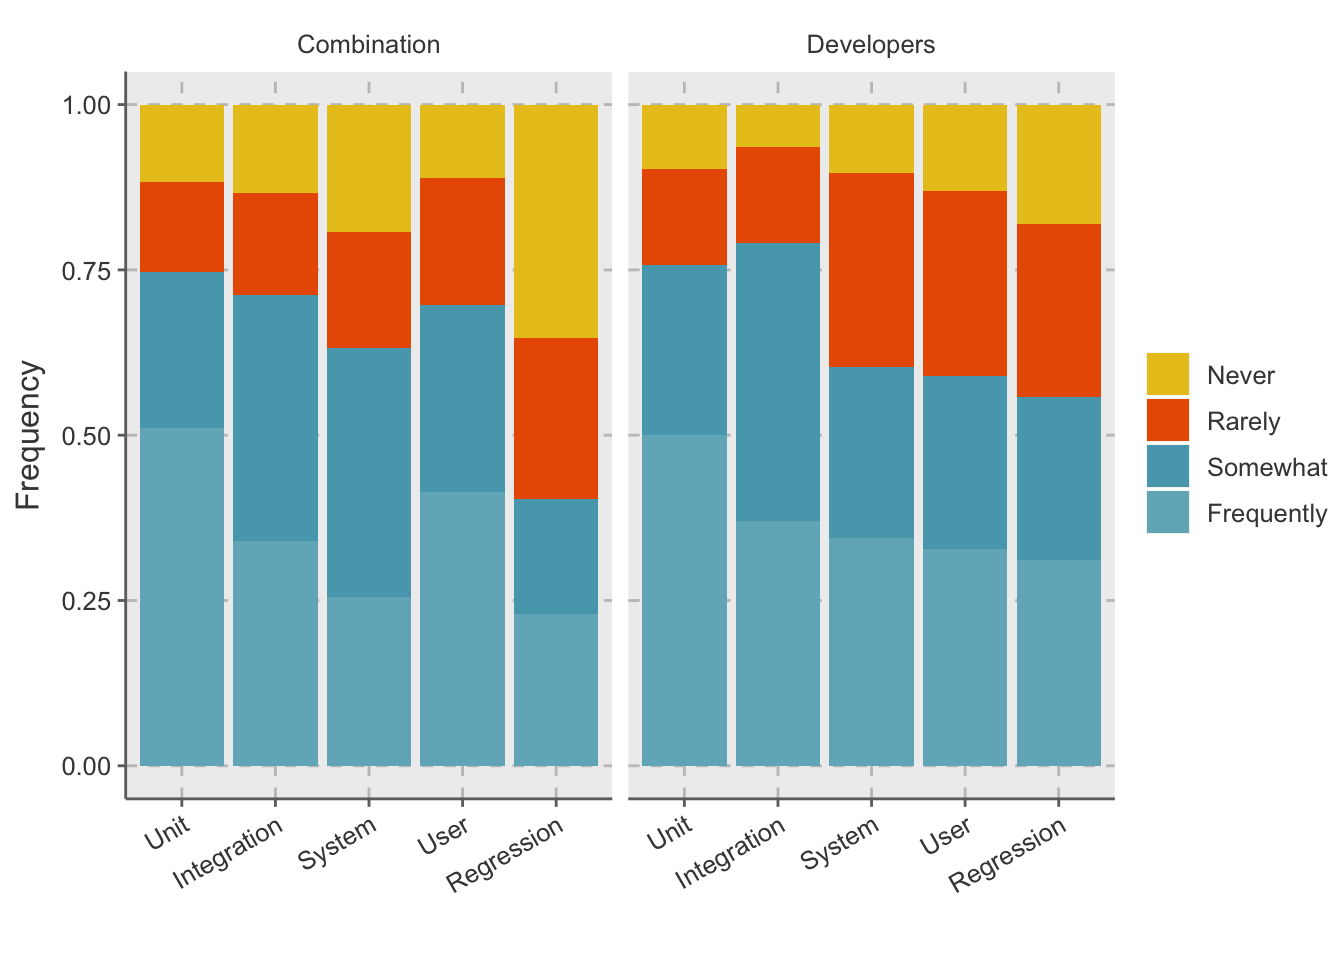 Combination
Developers
Frequency
1.00
0.75
0.50
0.25
0.00
Unit
Integration
System
User
Regression
Unit
Integration
System
User
Regression
Never
Rarely
Somewhat
Frequently